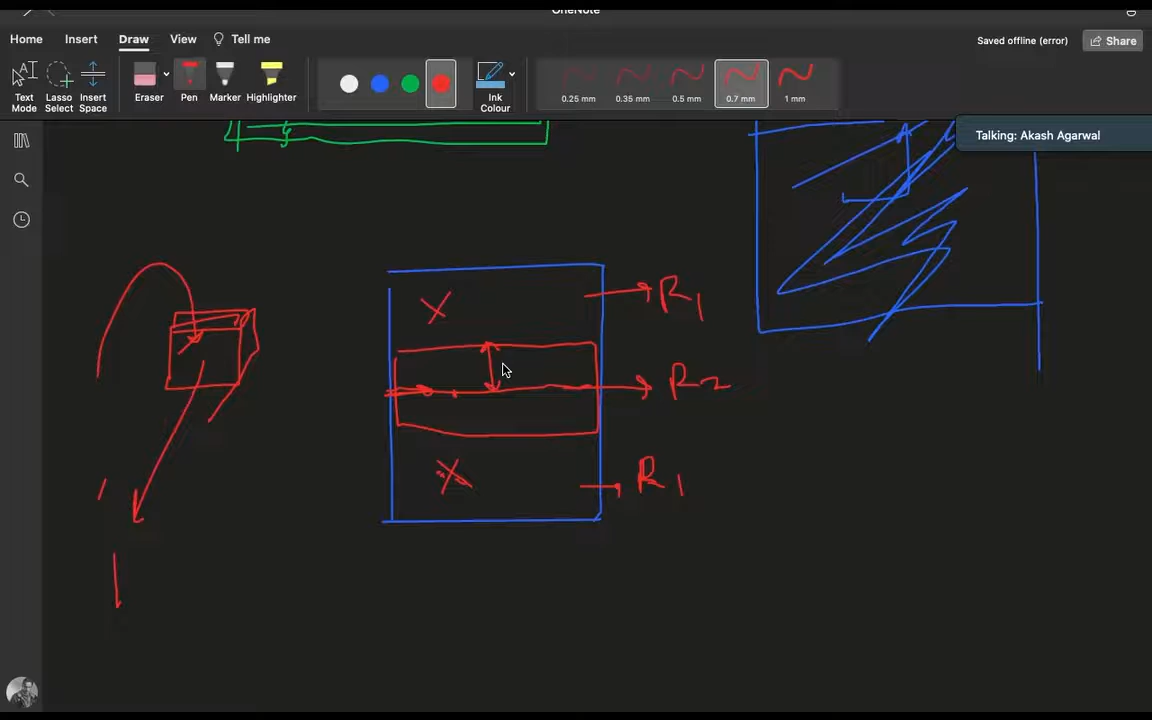 OneNote
Home Insert Draw View Tell me
Saved offline (error) Share
Text Mode
Lasso Select
Insert Space
Eraser
Pen
Marker
Highlighter
Ink Colour
0.25 mm
0.35 mm
0.5 mm
0.7 mm
1 mm
Talking: Akash Agarwal
X
R1
R2
X
R1